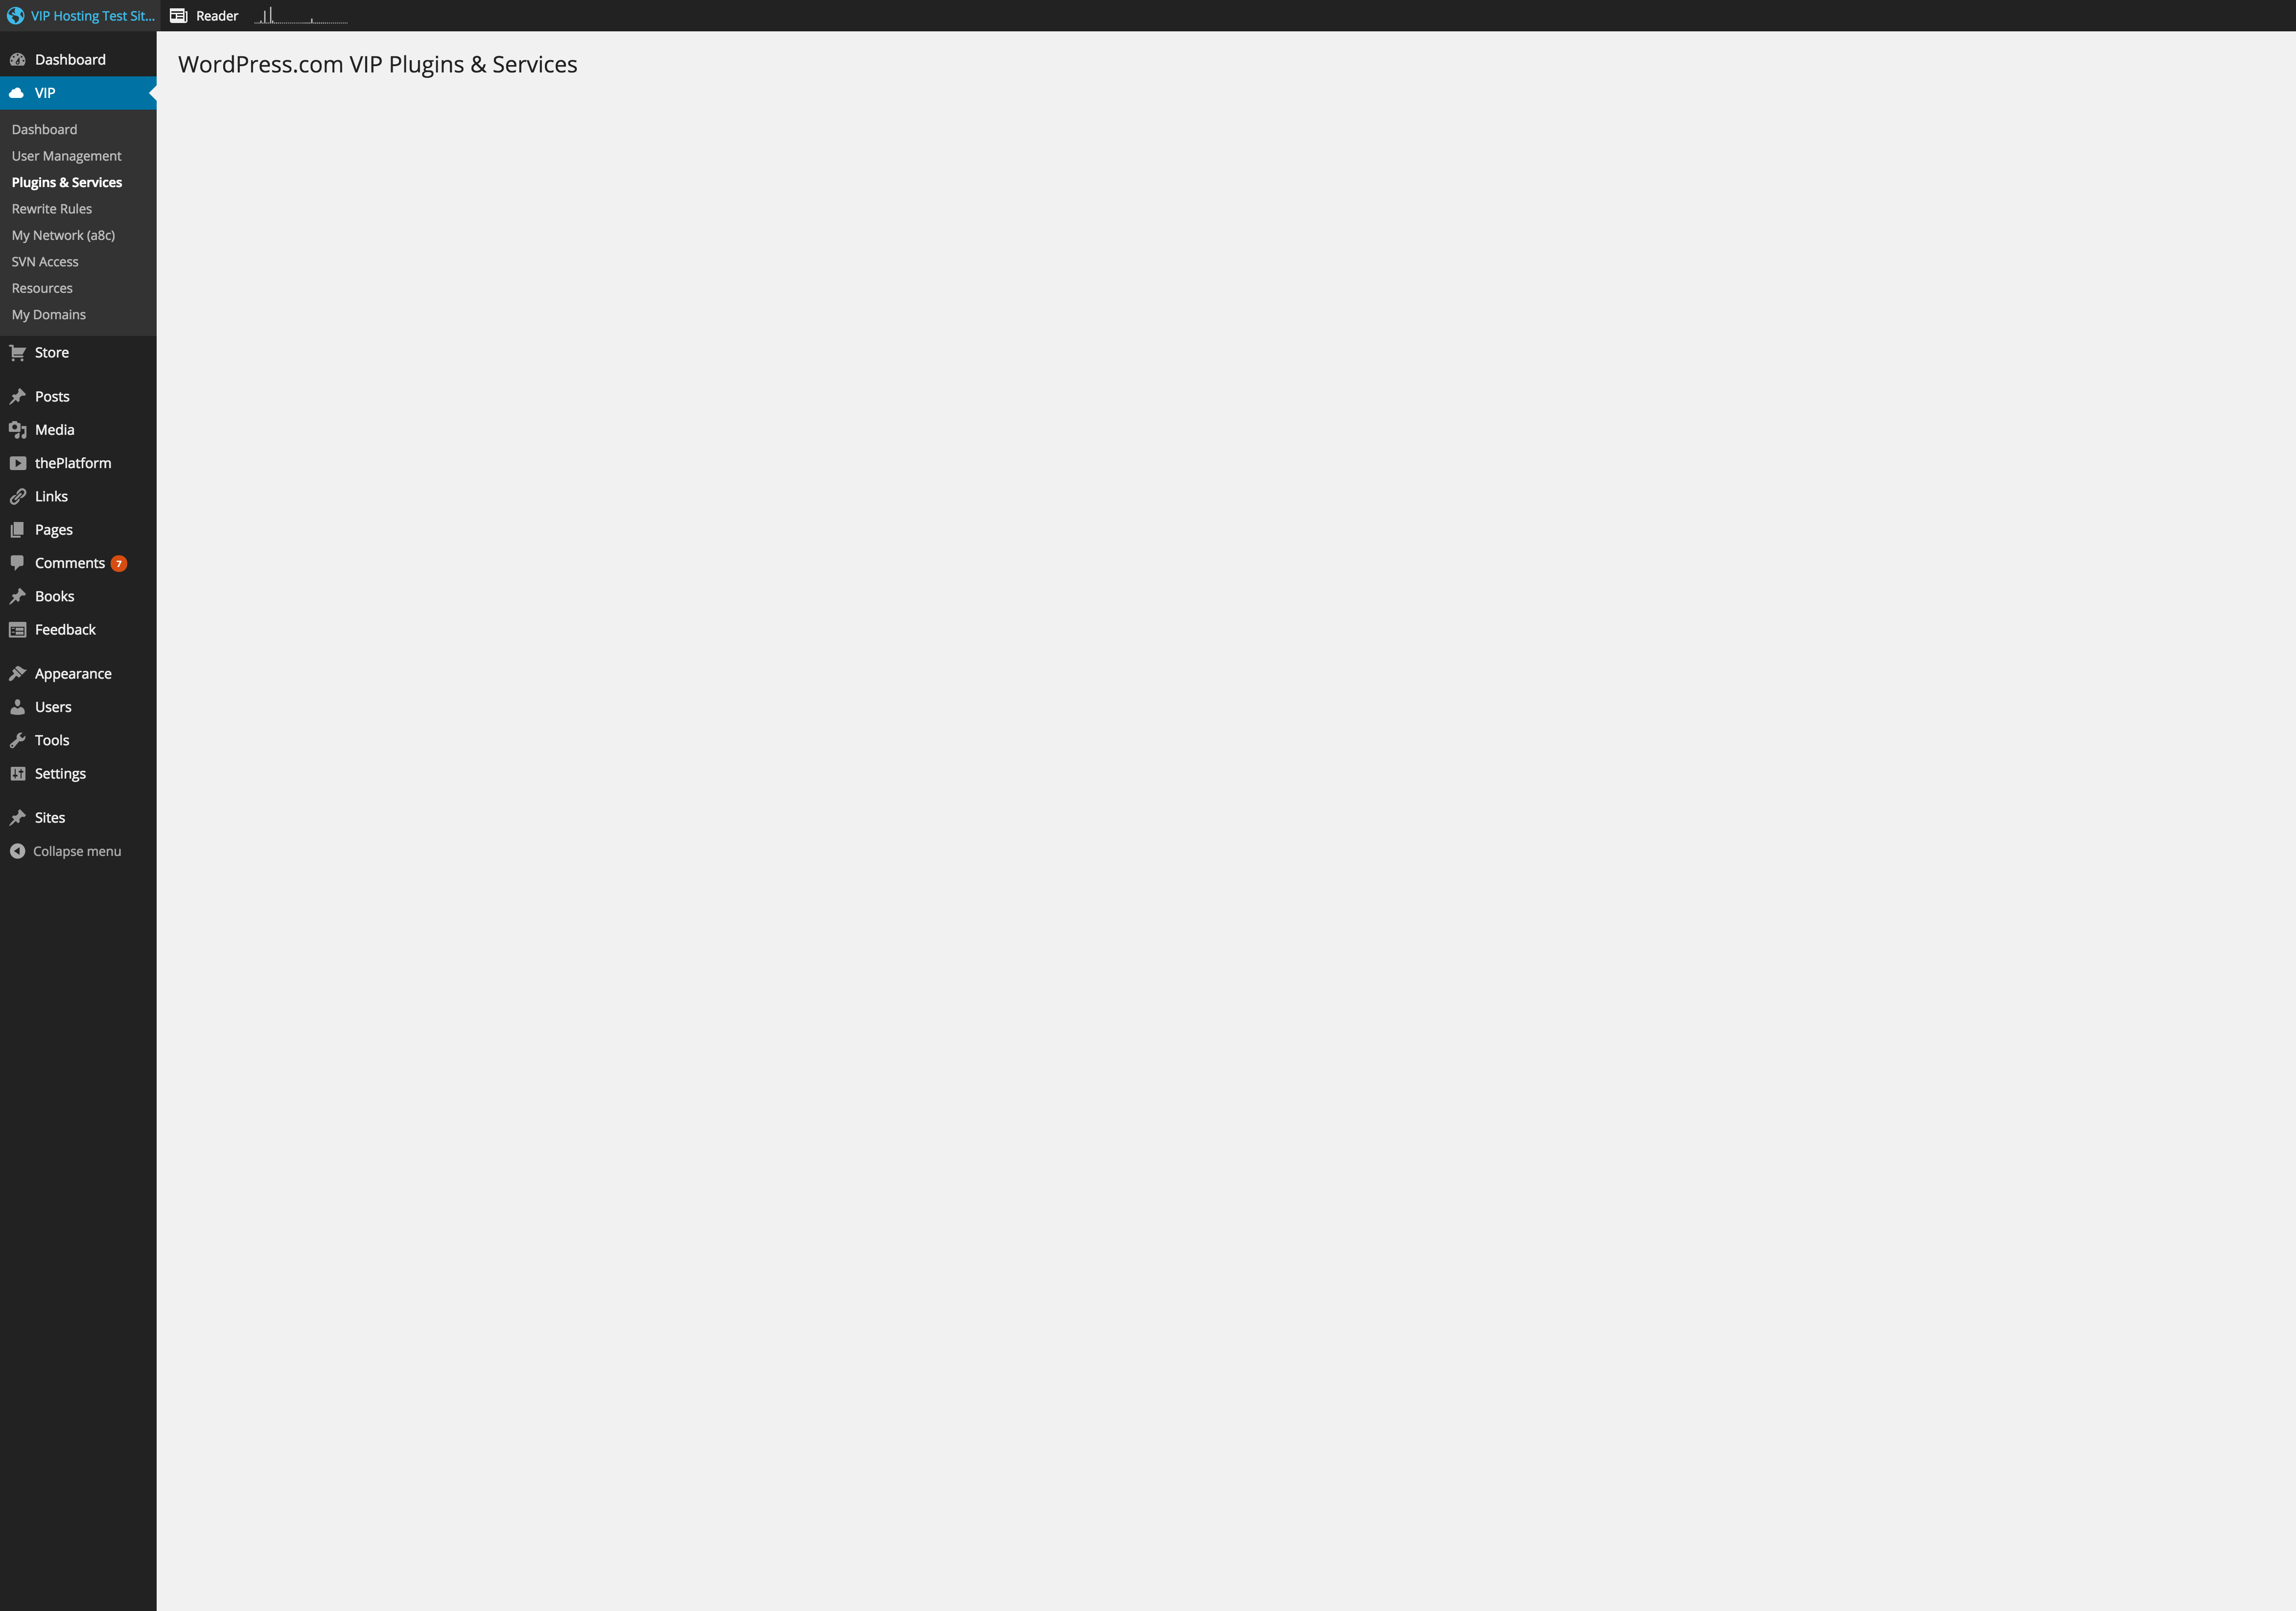 VIP Hosting Test Sit...
Reader
Dashboard
VIP
Dashboard
User Management
Plugins & Services
Rewrite Rules
My Network (a8c)
SVN Access
Resources
My Domains
Store
Posts
Media
thePlatform
Links
Pages
Comments 7
Books
Feedback
Appearance
Users
Tools
Settings
Sites
Collapse menu
WordPress.com VIP Plugins & Services